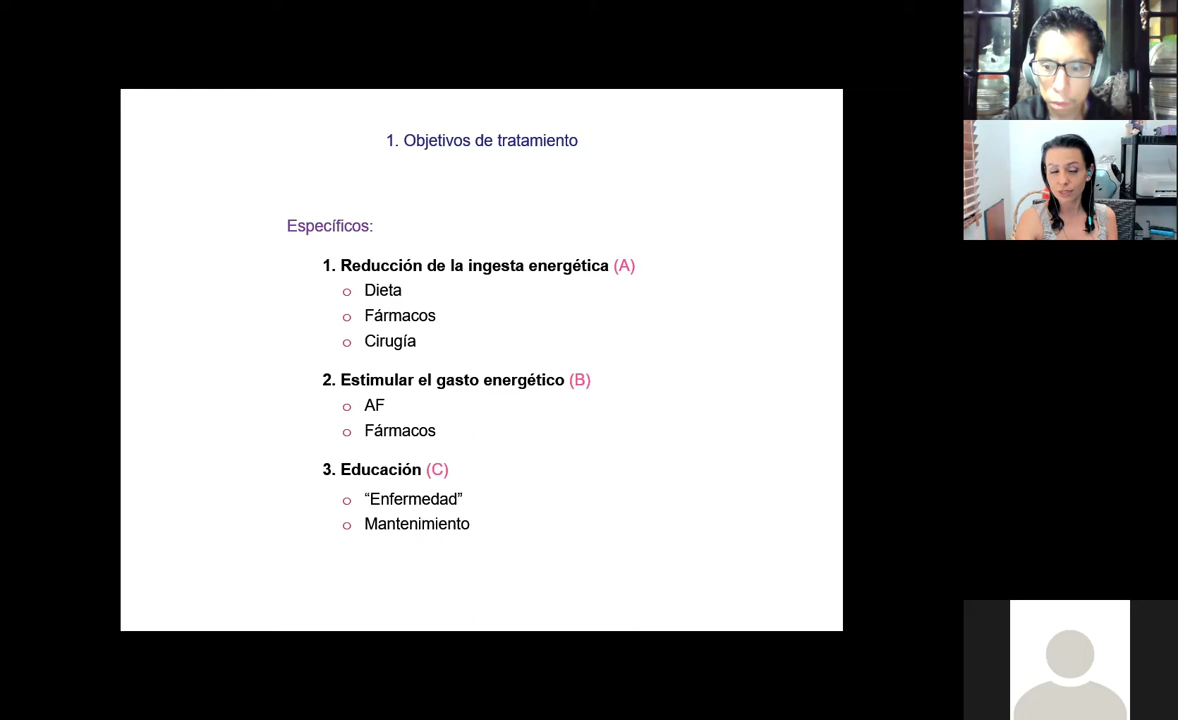 1. Objetivos de tratamiento
Específicos:
1. Reducción de la ingesta energética (A)
o Dieta
o Fármacos
o Cirugía
2. Estimular el gasto energético (B)
o AF
o Fármacos
3. Educación (C)
o “Enfermedad”
o Mantenimiento